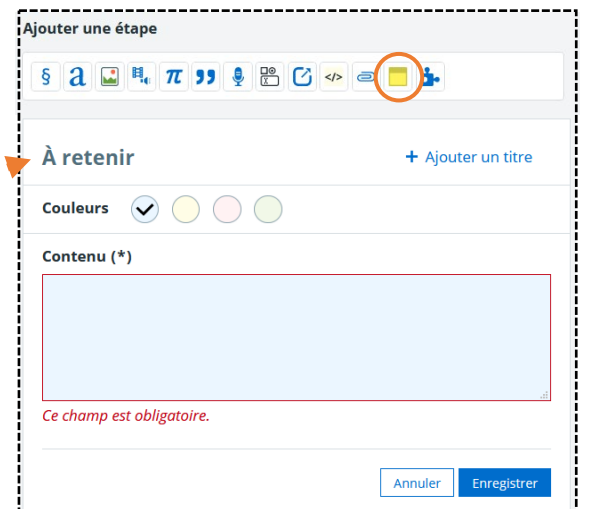 Ajouter une étape
§ a π </>
À retenir + Ajouter un titre
Couleurs
Contenu (*)
Ce champ est obligatoire.
Annuler Enregistrer